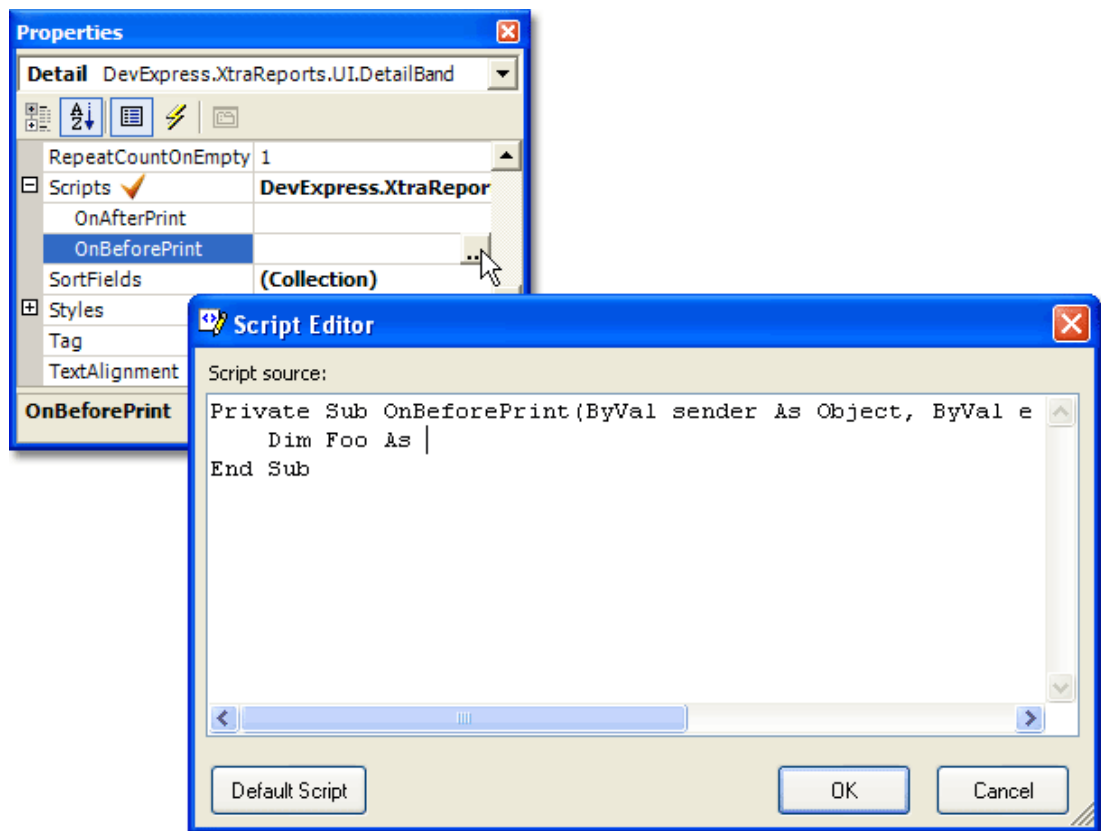 Properties
Detail DevExpress.XtraReports.UI.DetailBand
RepeatCountOnEmpty 1
Scripts DevExpress.XtraRepor
OnAfterPrint
OnBeforePrint ...
SortFields (Collection)
Styles
Tag
TextAlignment
OnBeforePrint
Script Editor
Script source:
Private Sub OnBeforePrint(ByVal sender As Object, ByVal e
Dim Foo As
End Sub
Default Script OK Cancel